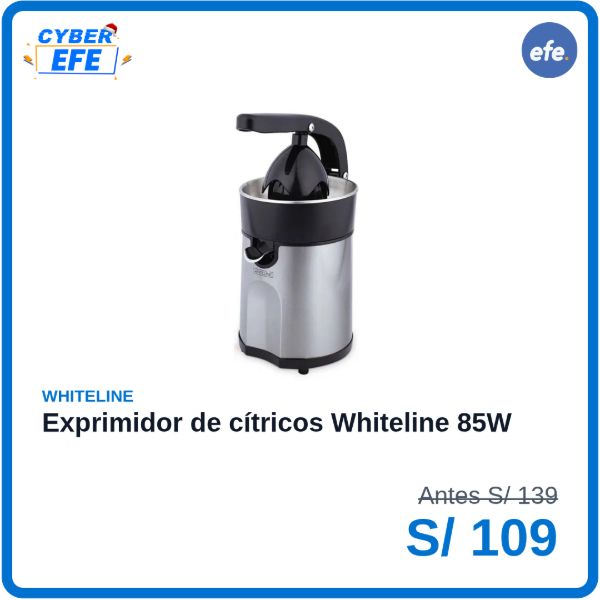 CYBER
EFE
efe.
WHITELINE
Exprimidor de cítricos Whiteline 85W
Antes S/ 139
S/ 109